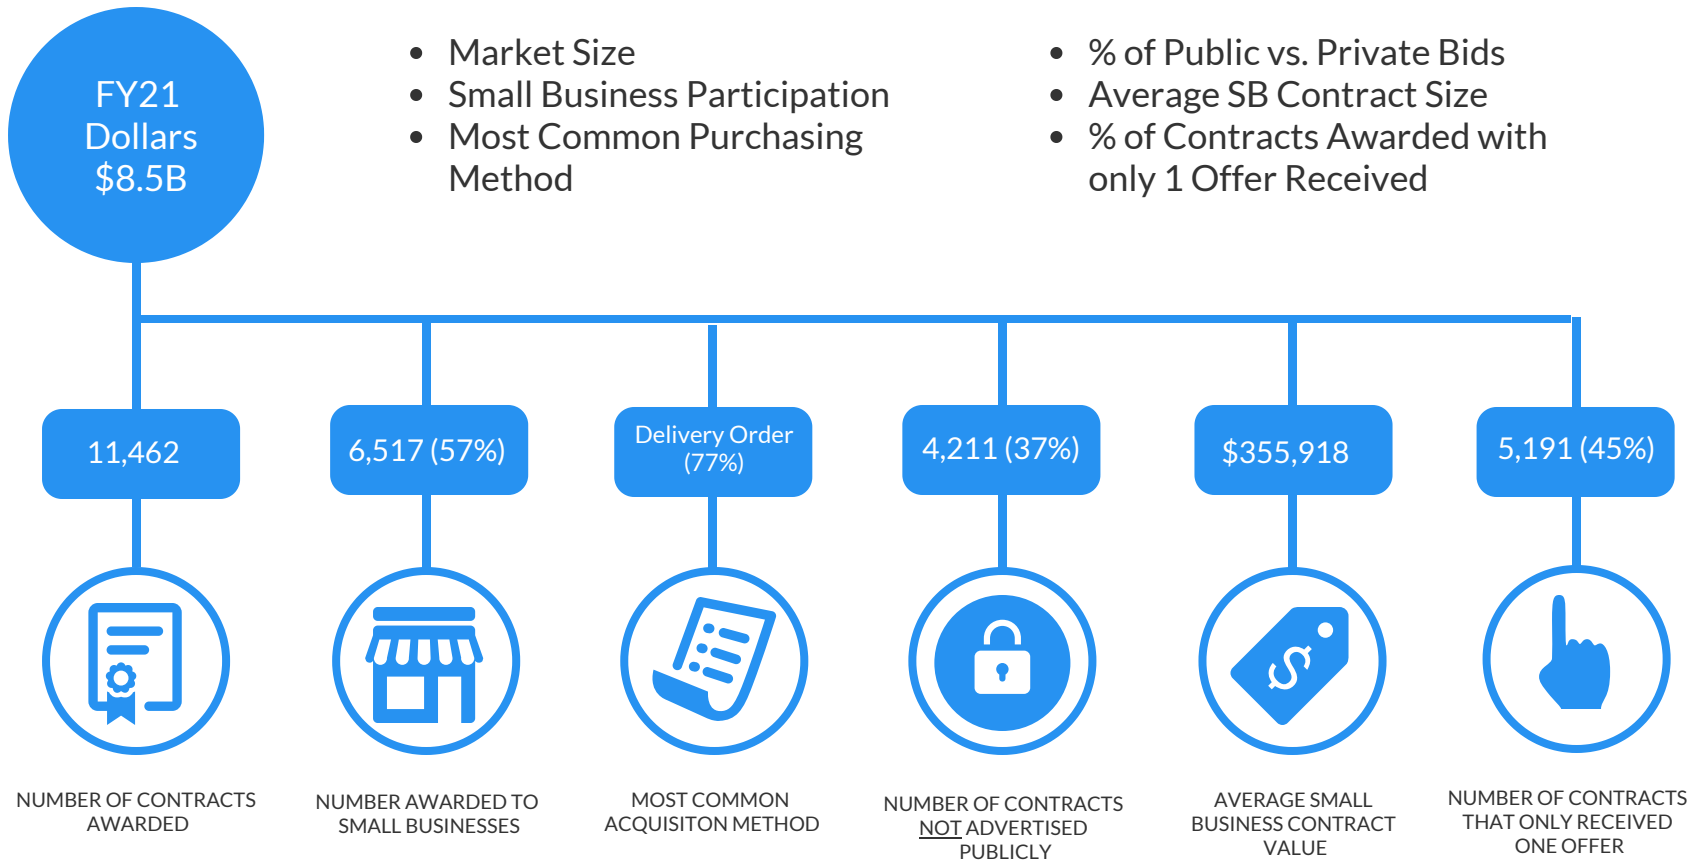 FY21
Dollars
$8.5B
• Market Size
• Small Business Participation
• Most Common Purchasing
Method
• % of Public vs. Private Bids
• Average SB Contract Size
• % of Contracts Awarded with
only 1 Offer Received
11,462
6,517 (57%)
Delivery Order
(77%)
4,211 (37%)
$355,918
5,191 (45%)
$
NUMBER OF CONTRACTS
AWARDED
NUMBER AWARDED TO
SMALL BUSINESSES
MOST COMMON
ACQUISITON METHOD
NUMBER OF CONTRACTS
NOT ADVERTISED
PUBLICLY
AVERAGE SMALL
BUSINESS CONTRACT
VALUE
NUMBER OF CONTRACTS
THAT ONLY RECEIVED
ONE OFFER